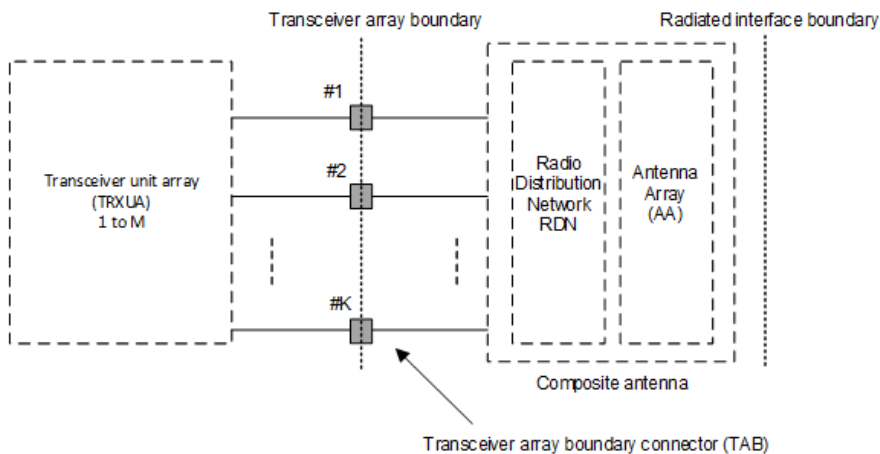 Transceiver array boundary
Radiated interface boundary
#1
#2
#K
Transceiver unit array
(TRXUA)
1 to M
Radio
Distribution
Network
RDN
Antenna
Array
(AA)
Composite antenna
Transceiver array boundary connector (TAB)